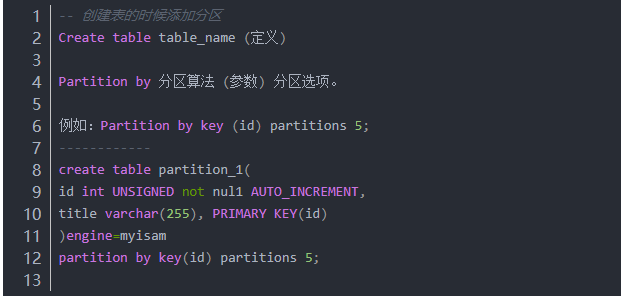 1 -- 创建表的时候添加分区
2 Create table table_name (定义)
3
4 Partition by 分区算法 (参数) 分区选项。
5
6 例如: Partition by key (id) partitions 5;
7 ------------
8 create table partition_1(
9 id int UNSIGNED not nul1 AUTO_INCREMENT,
10 title varchar(255), PRIMARY KEY(id)
11 )engine=myisam
12 partition by key(id) partitions 5;
13